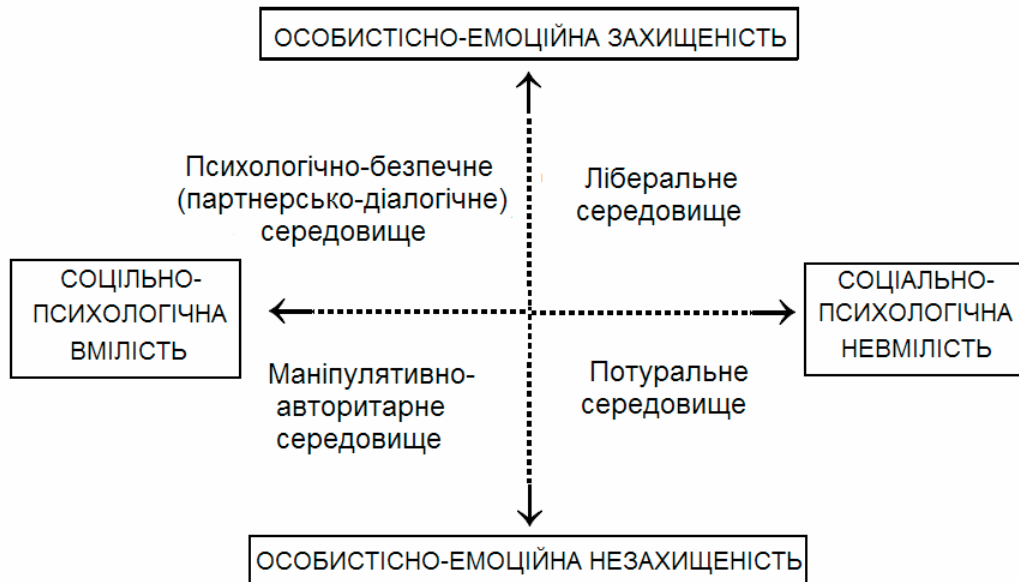 ОСОБИСТІСНО-ЕМОЦІЙНА ЗАХИЩЕНІСТЬ
Психологічно-безпечне
(партнерсько-діалогічне)
середовище
Ліберальне
середовище
СОЦІЛЬНО-
ПСИХОЛОГІЧНА
ВМІЛІСТЬ
СОЦІАЛЬНО-
ПСИХОЛОГІЧНА
НЕВМІЛІСТЬ
Маніпулятивно-
авторитарне
середовище
Потуральне
середовище
ОСОБИСТІСНО-ЕМОЦІЙНА НЕЗАХИЩЕНІСТЬ